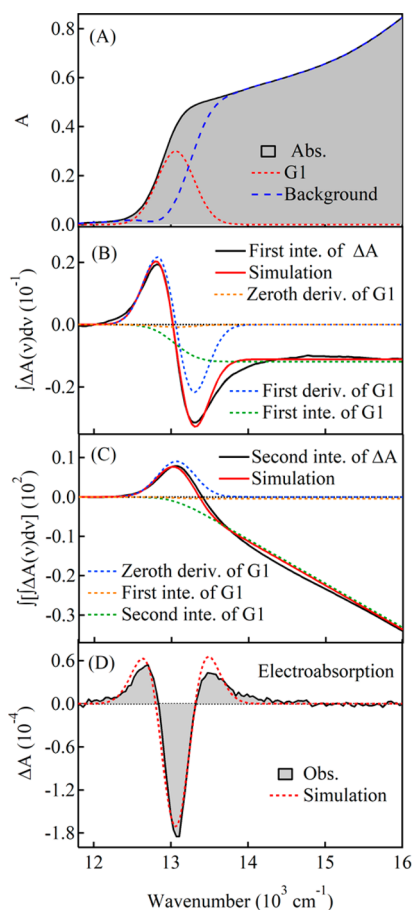 (A)
0.8
0.6
0.4
0.2
0.0
A
Abs.
G1
Background
(B)
0.2
0.0
-0.2
∫ΔA(ν)dν (10⁻¹)
First inte. of ΔA
Simulation
Zeroth deriv. of G1
First deriv. of G1
First inte. of G1
(C)
0.1
0.0
-0.1
-0.2
-0.3
∫[∫ΔA(ν)dν] (10²)
Second inte. of ΔA
Simulation
Zeroth deriv. of G1
First inte. of G1
Second inte. of G1
(D)
0.6
0.0
-0.6
-1.2
-1.8
ΔA (10⁻⁴)
Electroabsorption
Obs.
Simulation
12 13 14 15 16
Wavenumber (10³ cm⁻¹)